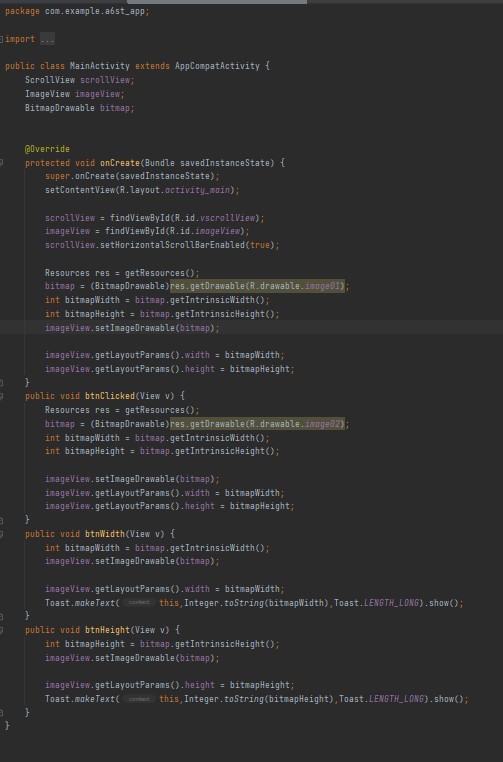 package com.example.a6st_app;
import ...
public class MainActivity extends AppCompatActivity {
ScrollView scrollView;
ImageView imageView;
BitmapDrawable bitmap;
@Override
protected void onCreate(Bundle savedInstanceState) {
super.onCreate(savedInstanceState);
setContentView(R.layout.activity_main);
scrollView = findViewById(R.id.vscrollView);
imageView = findViewById(R.id.imageView);
scrollView.setHorizontalScrollBarEnabled(true);
Resources res = getResources();
bitmap = (BitmapDrawable)res.getDrawable(R.drawable.image01);
int bitmapWidth = bitmap.getIntrinsicWidth();
int bitmapHeight = bitmap.getIntrinsicHeight();
imageView.setImageDrawable(bitmap);
imageView.getLayoutParams().width = bitmapWidth;
imageView.getLayoutParams().height = bitmapHeight;
}
public void btnClicked(View v) {
Resources res = getResources();
bitmap = (BitmapDrawable)res.getDrawable(R.drawable.image02);
int bitmapWidth = bitmap.getIntrinsicWidth();
int bitmapHeight = bitmap.getIntrinsicHeight();
imageView.setImageDrawable(bitmap);
imageView.getLayoutParams().width = bitmapWidth;
imageView.getLayoutParams().height = bitmapHeight;
}
public void btnWidth(View v) {
int bitmapWidth = bitmap.getIntrinsicWidth();
imageView.setImageDrawable(bitmap);
imageView.getLayoutParams().width = bitmapWidth;
Toast.makeText( context: this,Integer.toString(bitmapWidth),Toast.LENGTH_LONG).show();
}
public void btnHeight(View v) {
int bitmapHeight = bitmap.getIntrinsicHeight();
imageView.setImageDrawable(bitmap);
imageView.getLayoutParams().height = bitmapHeight;
Toast.makeText( context: this,Integer.toString(bitmapHeight),Toast.LENGTH_LONG).show();
}
}